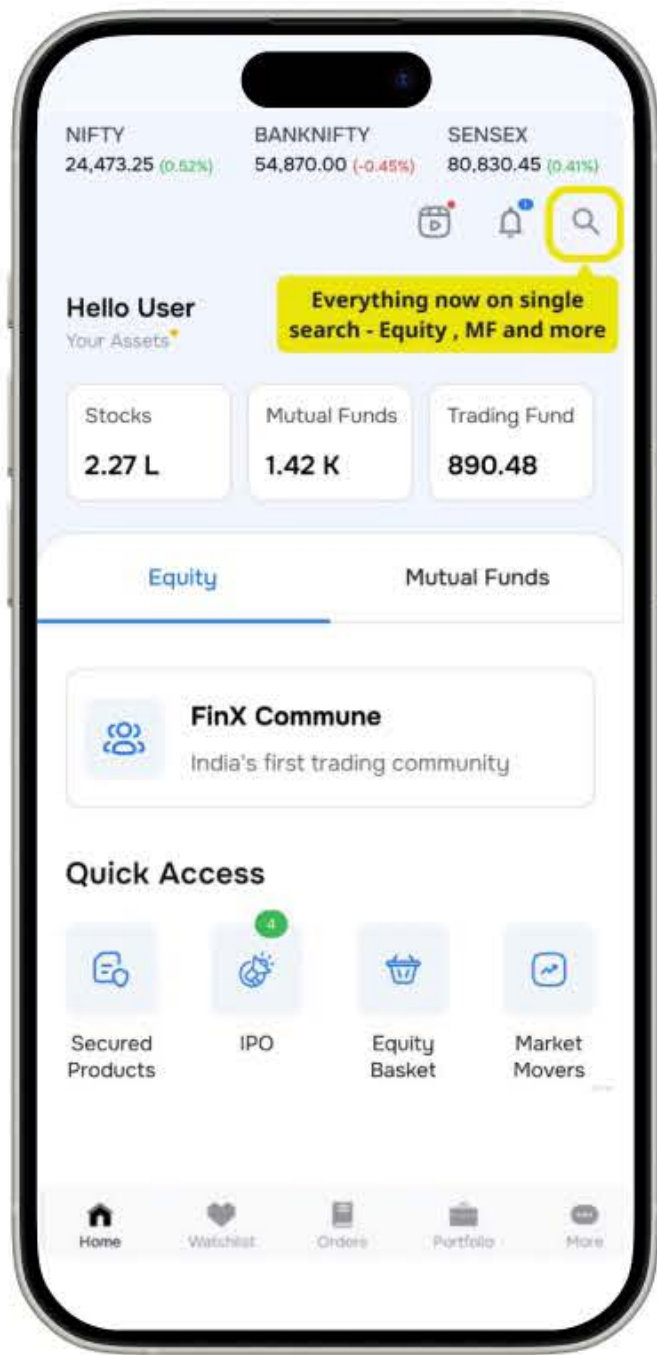 NIFTY BANKNIFTY SENSEX
24,473.25 (0.52%) 54,870.00 (-0.45%) 80,830.45 (0.41%)
Everything now on single
search - Equity , MF and more
Hello User
Your Assets
Stocks Mutual Funds Trading Fund
2.27 L 1.42 K 890.48
Equity Mutual Funds
FinX Commune
India's first trading community
Quick Access
4
Secured IPO Equity Market
Products Basket Movers
Home Watchlist Orders Portfolio More